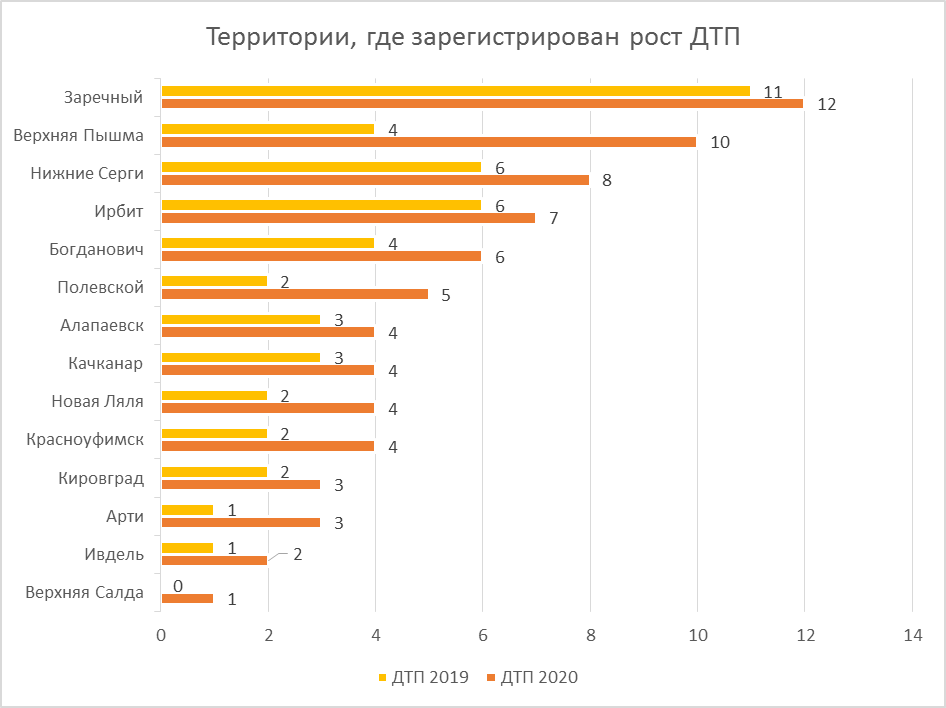 Территории, где зарегистрирован рост ДТП
Заречный
11
12
Верхняя Пышма
4
10
Нижние Серги
6
8
Ирбит
6
7
Богданович
4
6
Полевской
2
5
Алапаевск
3
4
Качканар
3
4
Новая Ляля
2
4
Красноуфимск
2
4
Кировград
2
3
Арти
1
3
Ивдель
1
2
Верхняя Салда
0
1
0 2 4 6 8 10 12 14
ДТП 2019 ДТП 2020